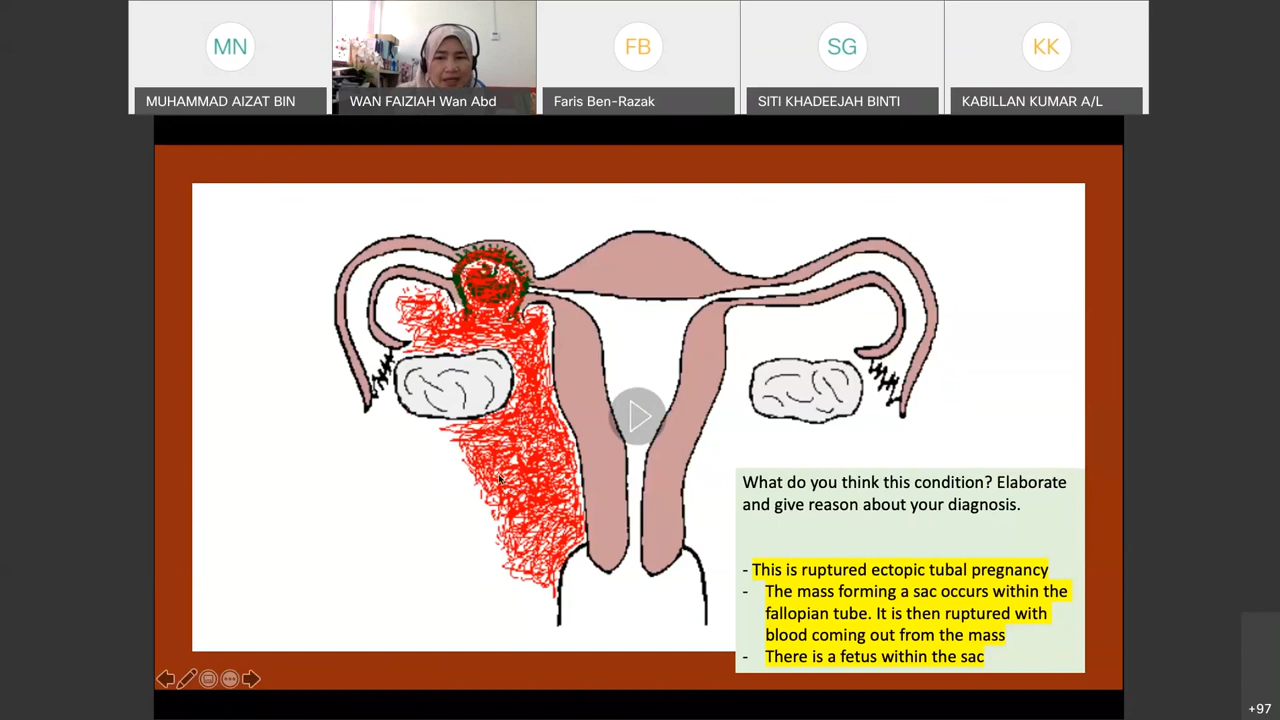 MN
FB
SG
KK
MUHAMMAD AIZAT BIN
WAN FAIZIAH Wan Abd
Faris Ben-Razak
SITI KHADEEJAH BINTI
KABILLAN KUMAR A/L
What do you think this condition? Elaborate
and give reason about your diagnosis.
- This is ruptured ectopic tubal pregnancy
- The mass forming a sac occurs within the
fallopian tube. It is then ruptured with
blood coming out from the mass
- There is a fetus within the sac
+97